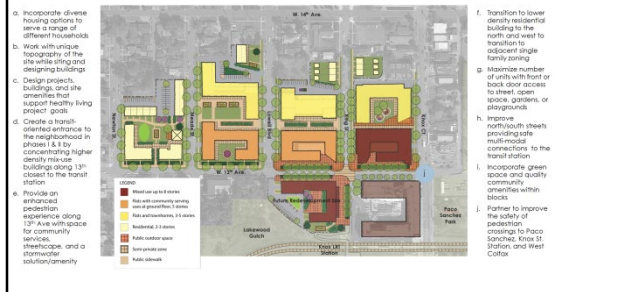 a. Incorporate diverse
housing options to
serve a range of
different households
b. Work with unique
topography of the
site while siting and
designing buildings
c. Design projects,
buildings, and site
amenities that
support healthy living
project goals
d. Create a transit-
oriented entrance to
the neighborhood in
phases I & II by
concentrating higher
density mix-use
buildings along 13th
closest to the transit
station
e. Provide an
enhanced
pedestrian
experience along
13th Ave with space
for community
services,
streetscape, and a
stormwater
solution/amenity
W. 14th Ave.
W. 13th Ave.
LEGEND
Mixed use up to 8 stories
Flats with community serving
uses at ground floor, 5 stories
Flats and townhomes, 3-5 stories
Residential, 2-3 stories
Public outdoor space
Semi-private zone
Public sidewalk
Future Redevelopment Site
Lakewood
Gulch
Knox LRT
Station
Paco
Sanchez
Park
j
f. Transition to lower
density residential
building to the
north and west to
transition to
adjacent single
family zoning
g. Maximize number
of units with front or
back door access
to street, open
space, gardens, or
playgrounds
h. Improve
north/south streets
providing safe
multi-modal
connections to the
transit station
i. Incorporate green
space and quality
community
amenities within
blocks
j. Partner to improve
the safety of
pedestrian
crossings to Paco
Sanchez, Knox St.
Station, and West
Colfax